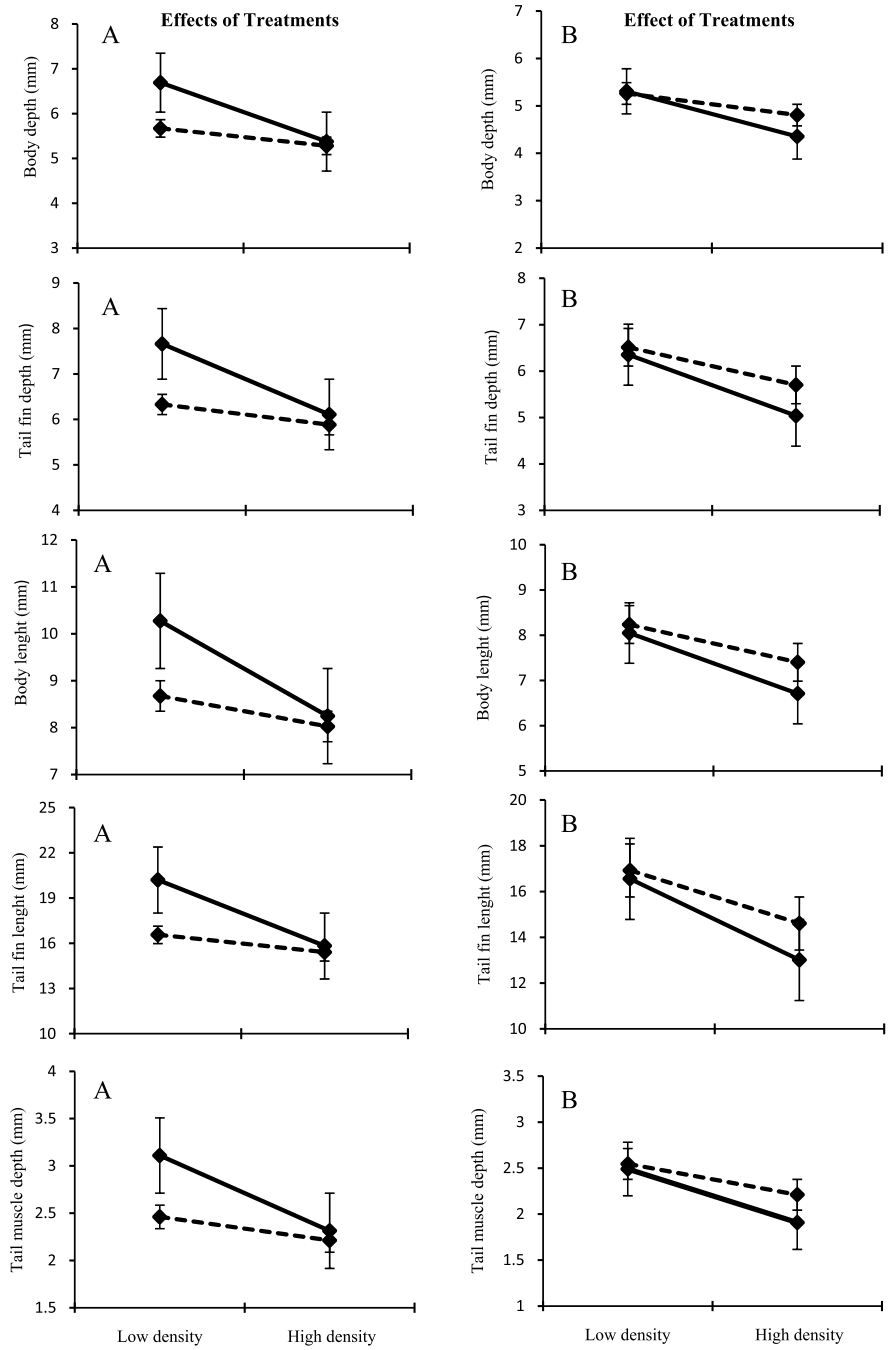 Effects of Treatments
A
Body depth (mm)
8
7
6
5
4
3
Effect of Treatments
B
Body depth (mm)
7
6
5
4
3
2
A
Tail fin depth (mm)
9
8
7
6
5
4
B
Tail fin depth (mm)
8
7
6
5
4
3
A
Body lenght (mm)
12
11
10
9
8
7
B
Body lenght (mm)
10
9
8
7
6
5
A
Tail fin lenght (mm)
25
22
19
16
13
10
B
Tail fin lenght (mm)
20
18
16
14
12
10
A
Tail muscle depth (mm)
4
3.5
3
2.5
2
1.5
Low density
High density
B
Tail muscle depth (mm)
3.5
3
2.5
2
1.5
1
Low density
High density